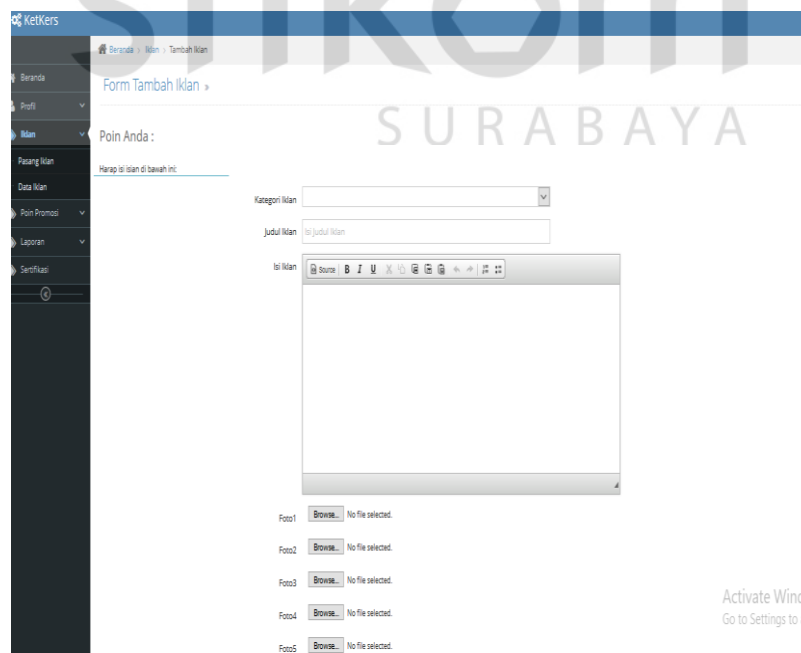 KetKers
Beranda > Iklan > Tambah Iklan
Beranda
Profil
Iklan
Pasang Iklan
Data Iklan
Poin Promosi
Laporan
Sertifikasi
Form Tambah Iklan »
SURABAYA
Poin Anda :
Harap isi isian di bawah ini:
Kategori Iklan
Judul Iklan Isi Judul Iklan
Isi Iklan Source B I U
Foto1 Browse... No file selected.
Foto2 Browse... No file selected.
Foto3 Browse... No file selected.
Foto4 Browse... No file selected.
Foto5 Browse... No file selected.
Activate Wind
Go to Settings to